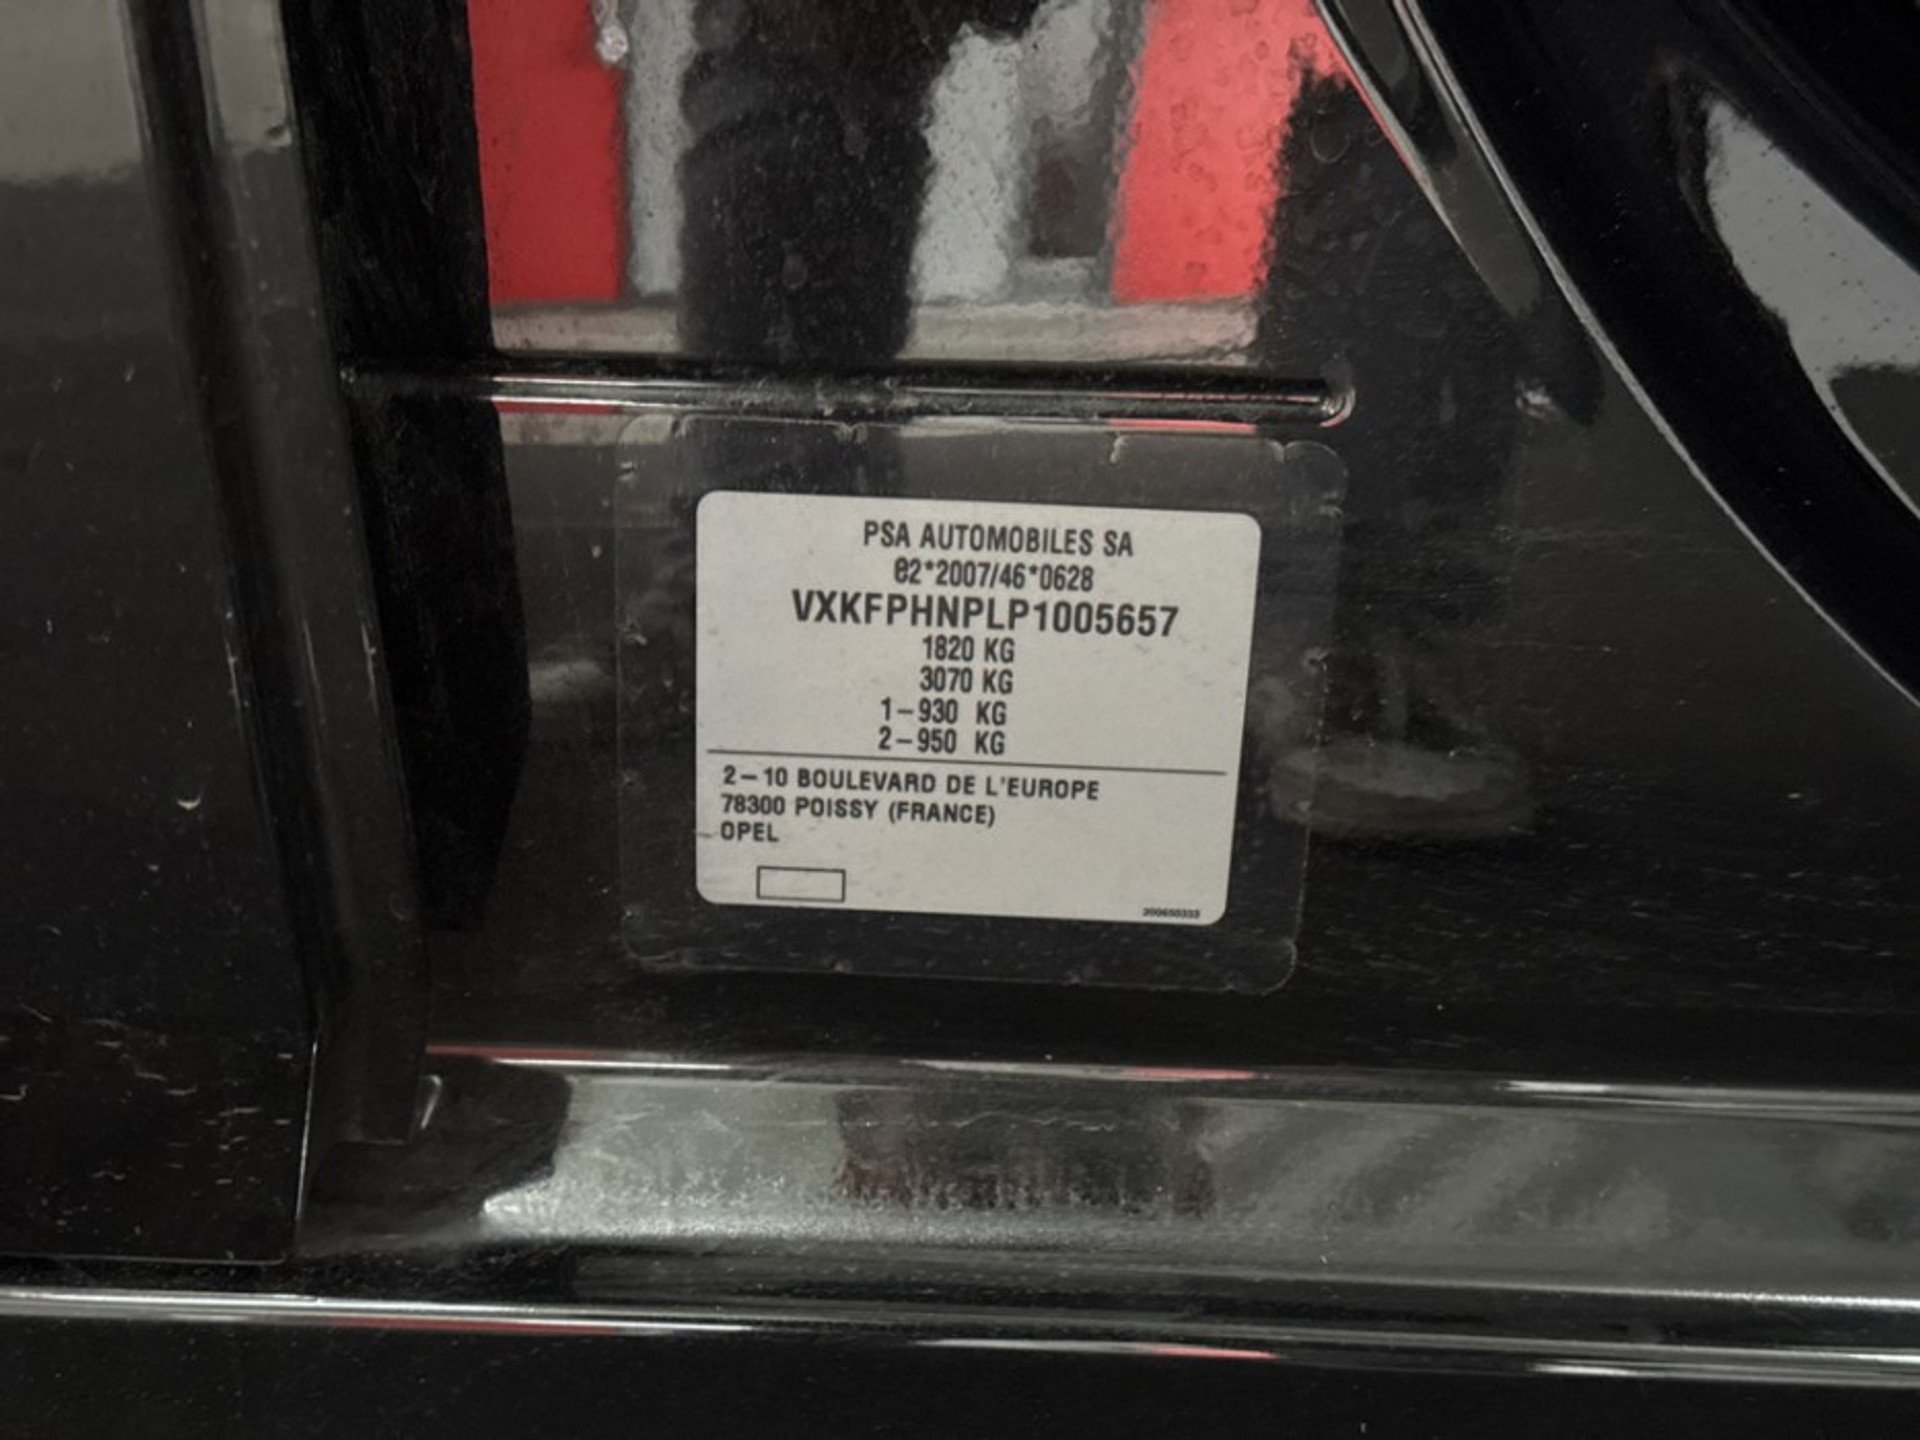 PSA AUTOMOBILES SA
e2*2007/46*0628
VXKFPHNPLP1005657
1820 KG
3070 KG
1-930 KG
2-950 KG
2-10 BOULEVARD DE L'EUROPE
78300 POISSY (FRANCE)
OPEL